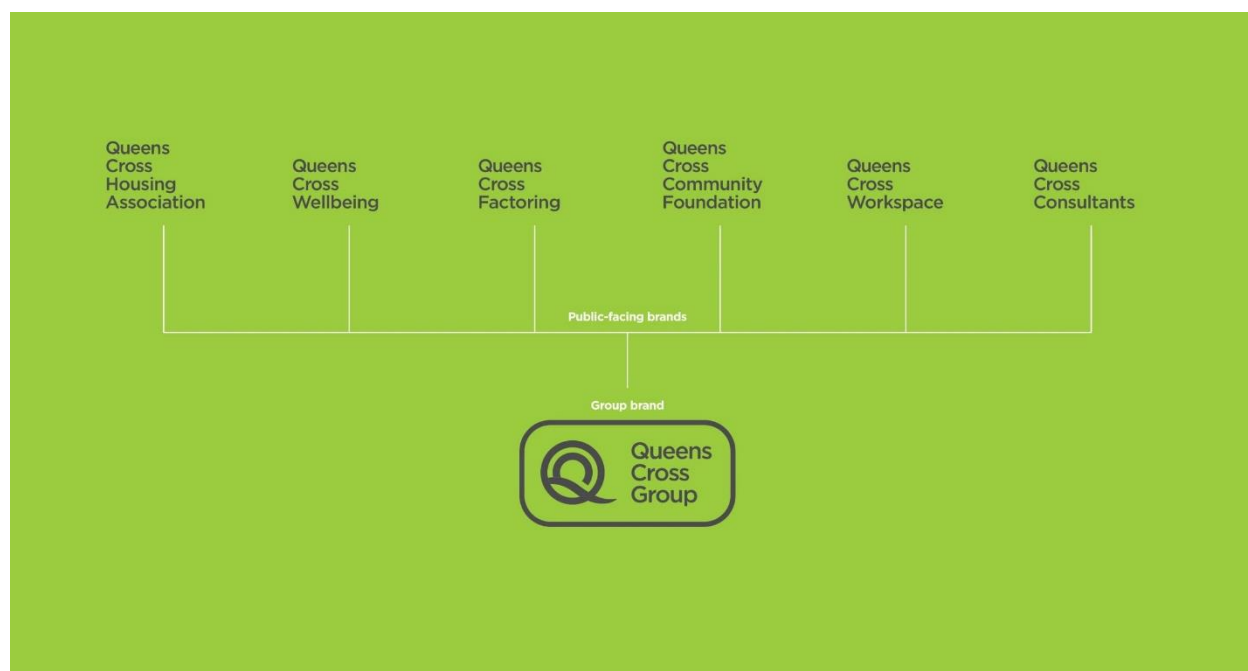 Queens
Cross
Housing
Association
Queens
Cross
Wellbeing
Queens
Cross
Factoring
Queens
Cross
Community
Foundation
Queens
Cross
Workspace
Queens
Cross
Consultants
Public-facing brands
Group brand
Queens
Cross
Group